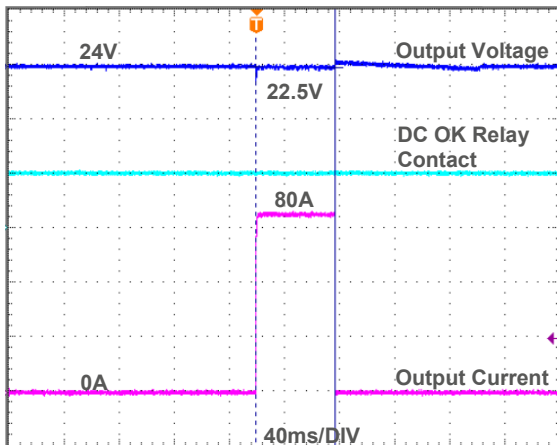 T
24V
Output Voltage
22.5V
DC OK Relay
Contact
80A
0A
Output Current
40ms/DIV